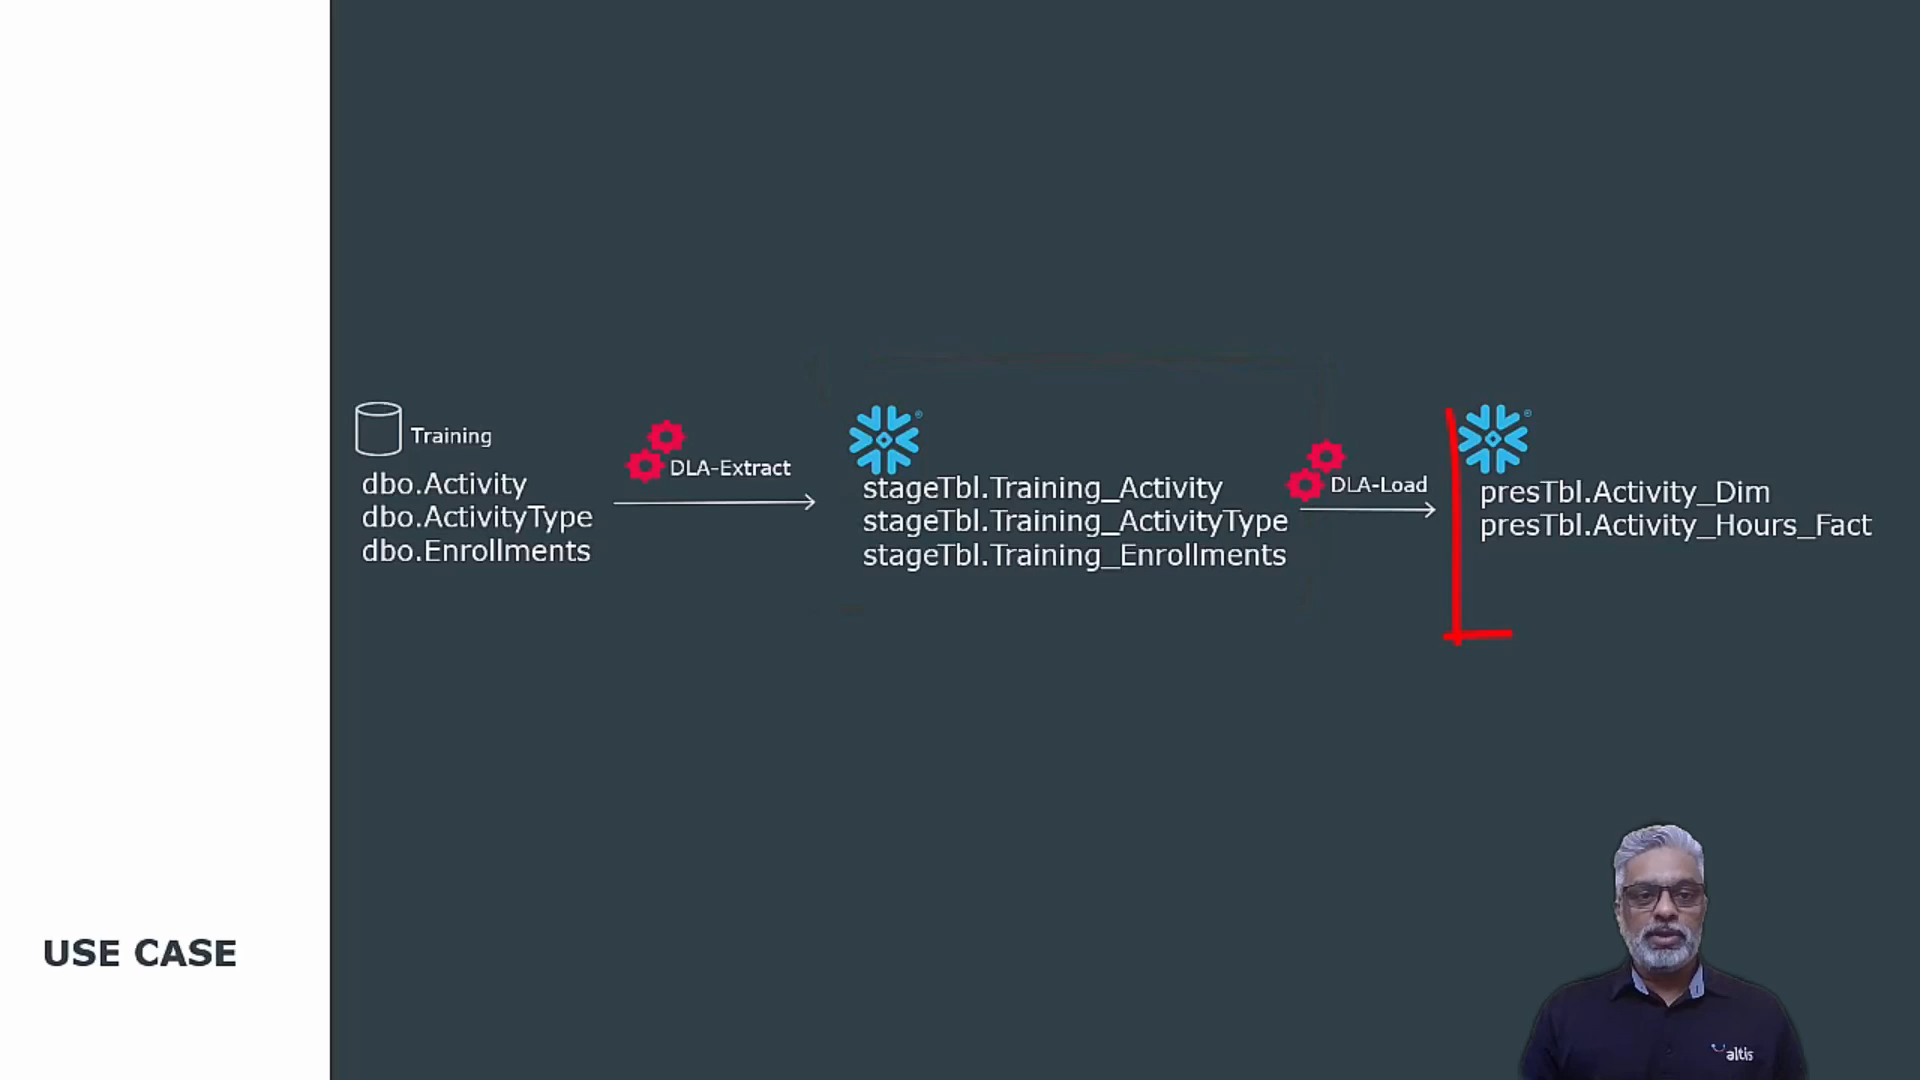 Training
dbo.Activity
dbo.ActivityType
dbo.Enrollments
DLA-Extract
®
stageTbl.Training_Activity
stageTbl.Training_ActivityType
stageTbl.Training_Enrollments
DLA-Load
®
presTbl.Activity_Dim
presTbl.Activity_Hours_Fact
USE CASE
altis